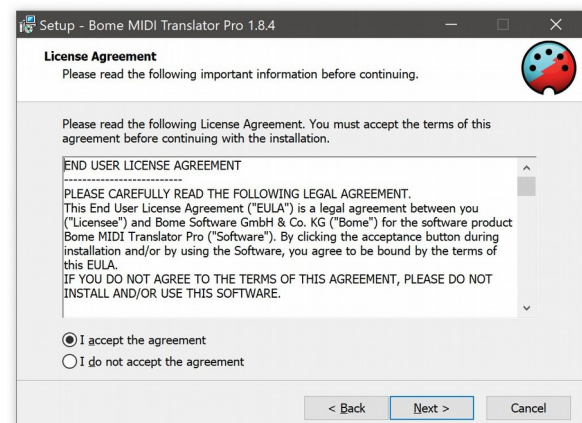 Setup - Bome MIDI Translator Pro 1.8.4
License Agreement
Please read the following important information before continuing.
Please read the following License Agreement. You must accept the terms of this
agreement before continuing with the installation.
END USER LICENSE AGREEMENT
--------------------------
PLEASE CAREFULLY READ THE FOLLOWING LEGAL AGREEMENT.
This End User License Agreement ("EULA") is a legal agreement between you
("Licensee") and Bome Software GmbH & Co. KG ("Bome") for the software product
Bome MIDI Translator Pro ("Software"). By clicking the acceptance button during
installation and/or by using the Software, you agree to be bound by the terms of
this EULA.
IF YOU DO NOT AGREE TO THE TERMS OF THIS AGREEMENT, PLEASE DO NOT
INSTALL AND/OR USE THIS SOFTWARE.
I accept the agreement
I do not accept the agreement
< Back Next > Cancel